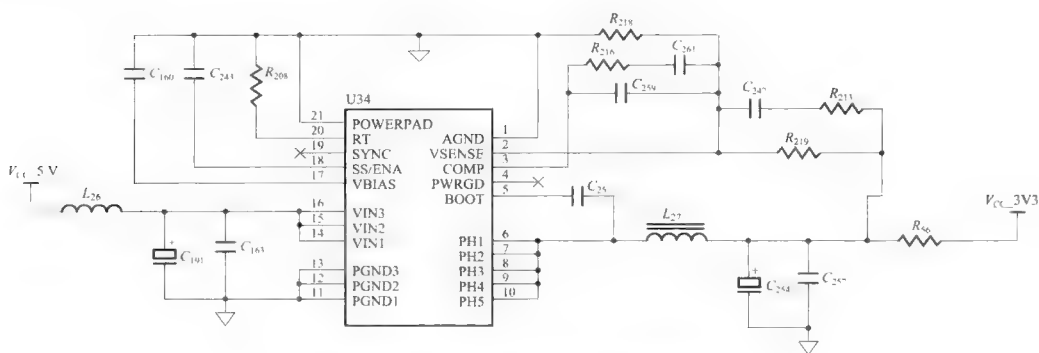 R218
R216
C261
C160
C243
R208
C259
C247
R213
U34
21
POWERPAD
20
RT
19
SYNC
18
SS/ENA
17
VBIAS
AGND
1
VSENSE
2
COMP
3
PWRGD
4
BOOT
5
R219
VCC_5 V
L26
C25
16
VIN3
15
VIN2
14
VIN1
C191
C163
13
PGND3
12
PGND2
11
PGND1
PH1
6
PH2
7
PH3
8
PH4
9
PH5
10
L27
VCC_3V3
R56
C254
C257